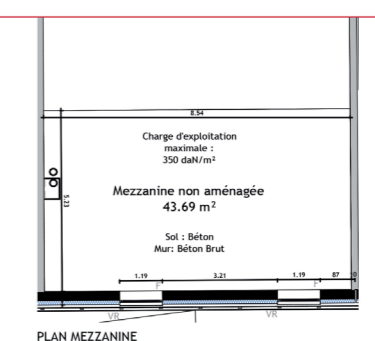 8.54
Charge d'exploitation
maximale :
350 daN/m²
Mezzanine non aménagée
43.69 m²
5.23
Sol : Béton
Mur: Béton Brut
1.19 3.21 1.19 87
F F
VR VR
PLAN MEZZANINE